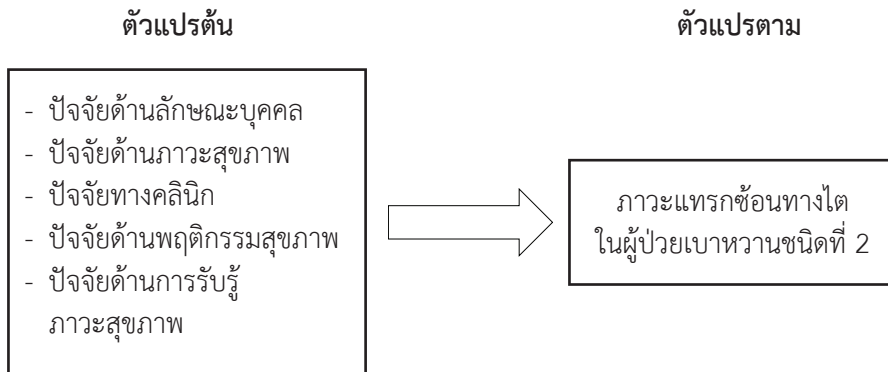 ตัวแปรต้น
ตัวแปรตาม
- ปัจจัยด้านลักษณะบุคคล
- ปัจจัยด้านภาวะสุขภาพ
- ปัจจัยทางคลินิก
- ปัจจัยด้านพฤติกรรมสุขภาพ
- ปัจจัยด้านการรับรู้
ภาวะสุขภาพ
ภาวะแทรกซ้อนทางไต
ในผู้ป่วยเบาหวานชนิดที่ 2